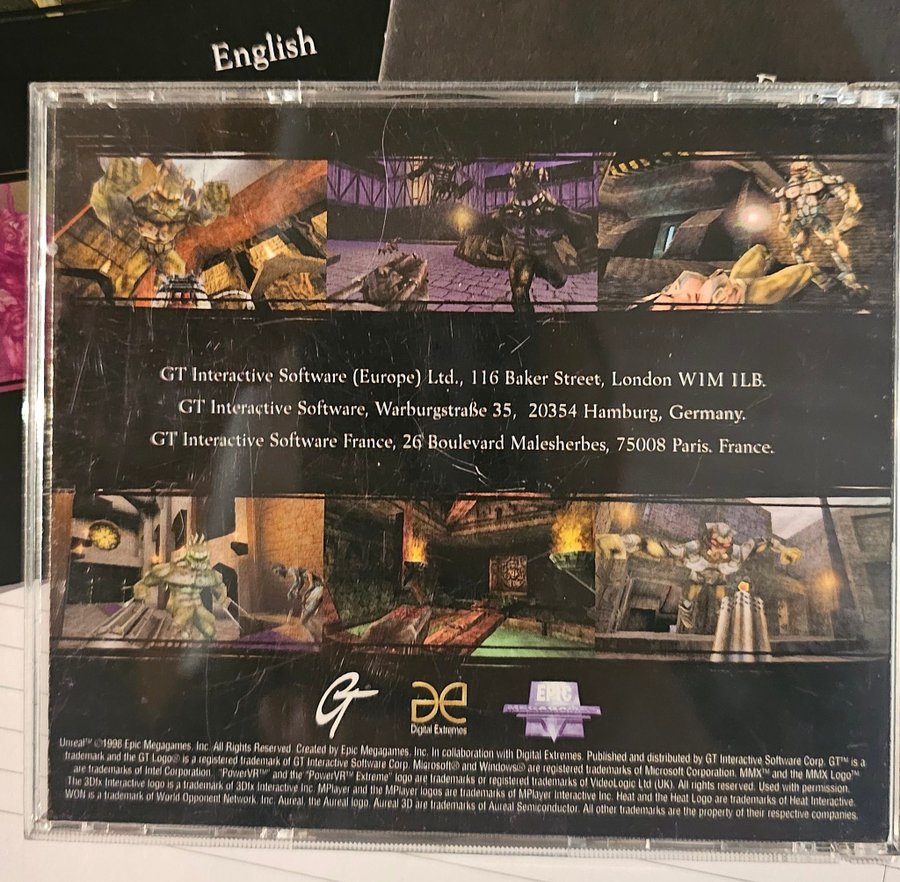 English
GT Interactive Software (Europe) Ltd., 116 Baker Street, London W1M 1LB.
GT Interactive Software, Warburgstraße 35, 20354 Hamburg, Germany.
GT Interactive Software France, 26 Boulevard Malesherbes, 75008 Paris. France.
GT
Digital Extremes
EPIC
MEGAGAMES
Unreal™ ©1998 Epic Megagames, Inc. All Rights Reserved. Created by Epic Megagames, Inc. In collaboration with Digital Extremes. Published and distributed by GT Interactive Software Corp. GT™ is a
trademark and the GT Logo® is a registered trademark of GT Interactive Software Corp. Microsoft® and Windows® are registered trademarks of Microsoft Corporation. MMX™ and the MMX Logo™
are trademarks of Intel Corporation. "PowerVR™" and the "PowerVR™ Extreme" logo are trademarks or registered trademarks of VideoLogic Ltd (UK). All rights reserved. Used with permission.
The 3Dfx Interactive logo is a trademark of 3Dfx Interactive Inc. MPlayer and the MPlayer logos are trademarks of MPlayer Interactive Inc. Heat and the Heat Logo are trademarks of Heat Interactive.
WON is a trademark of World Opponent Network, Inc. Aureal, the Aureal logo. Aureal 3D are trademarks of Aureal Semiconductor. All other trademarks are the property of their respective companies.